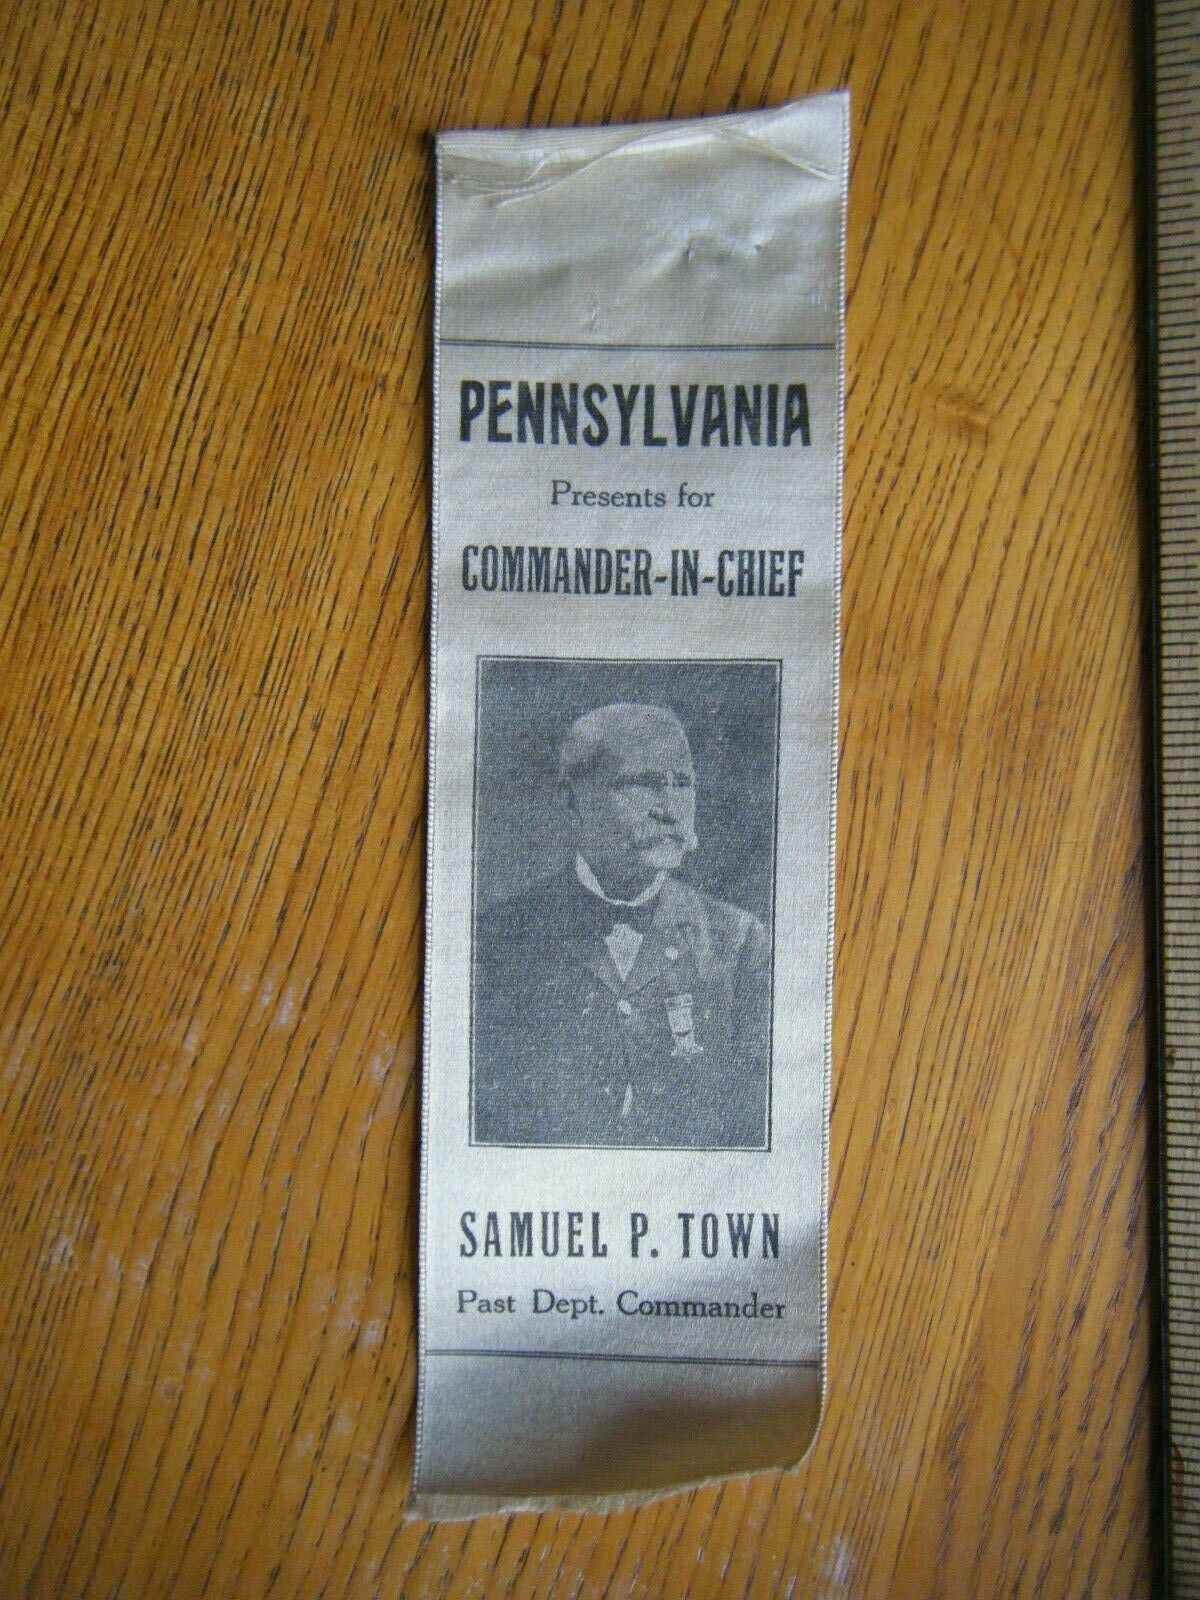 PENNSYLVANIA
Presents for
COMMANDER-IN-CHIEF
SAMUEL P. TOWN
Past Dept. Commander